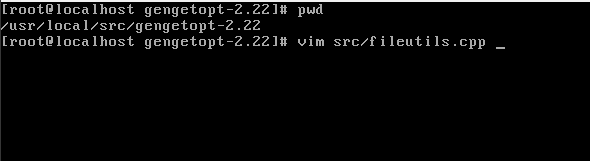 [root@localhost gengetopt-2.22]# pwd
/usr/local/src/gengetopt-2.22
[root@localhost gengetopt-2.22]# vim src/fileutils.cpp _